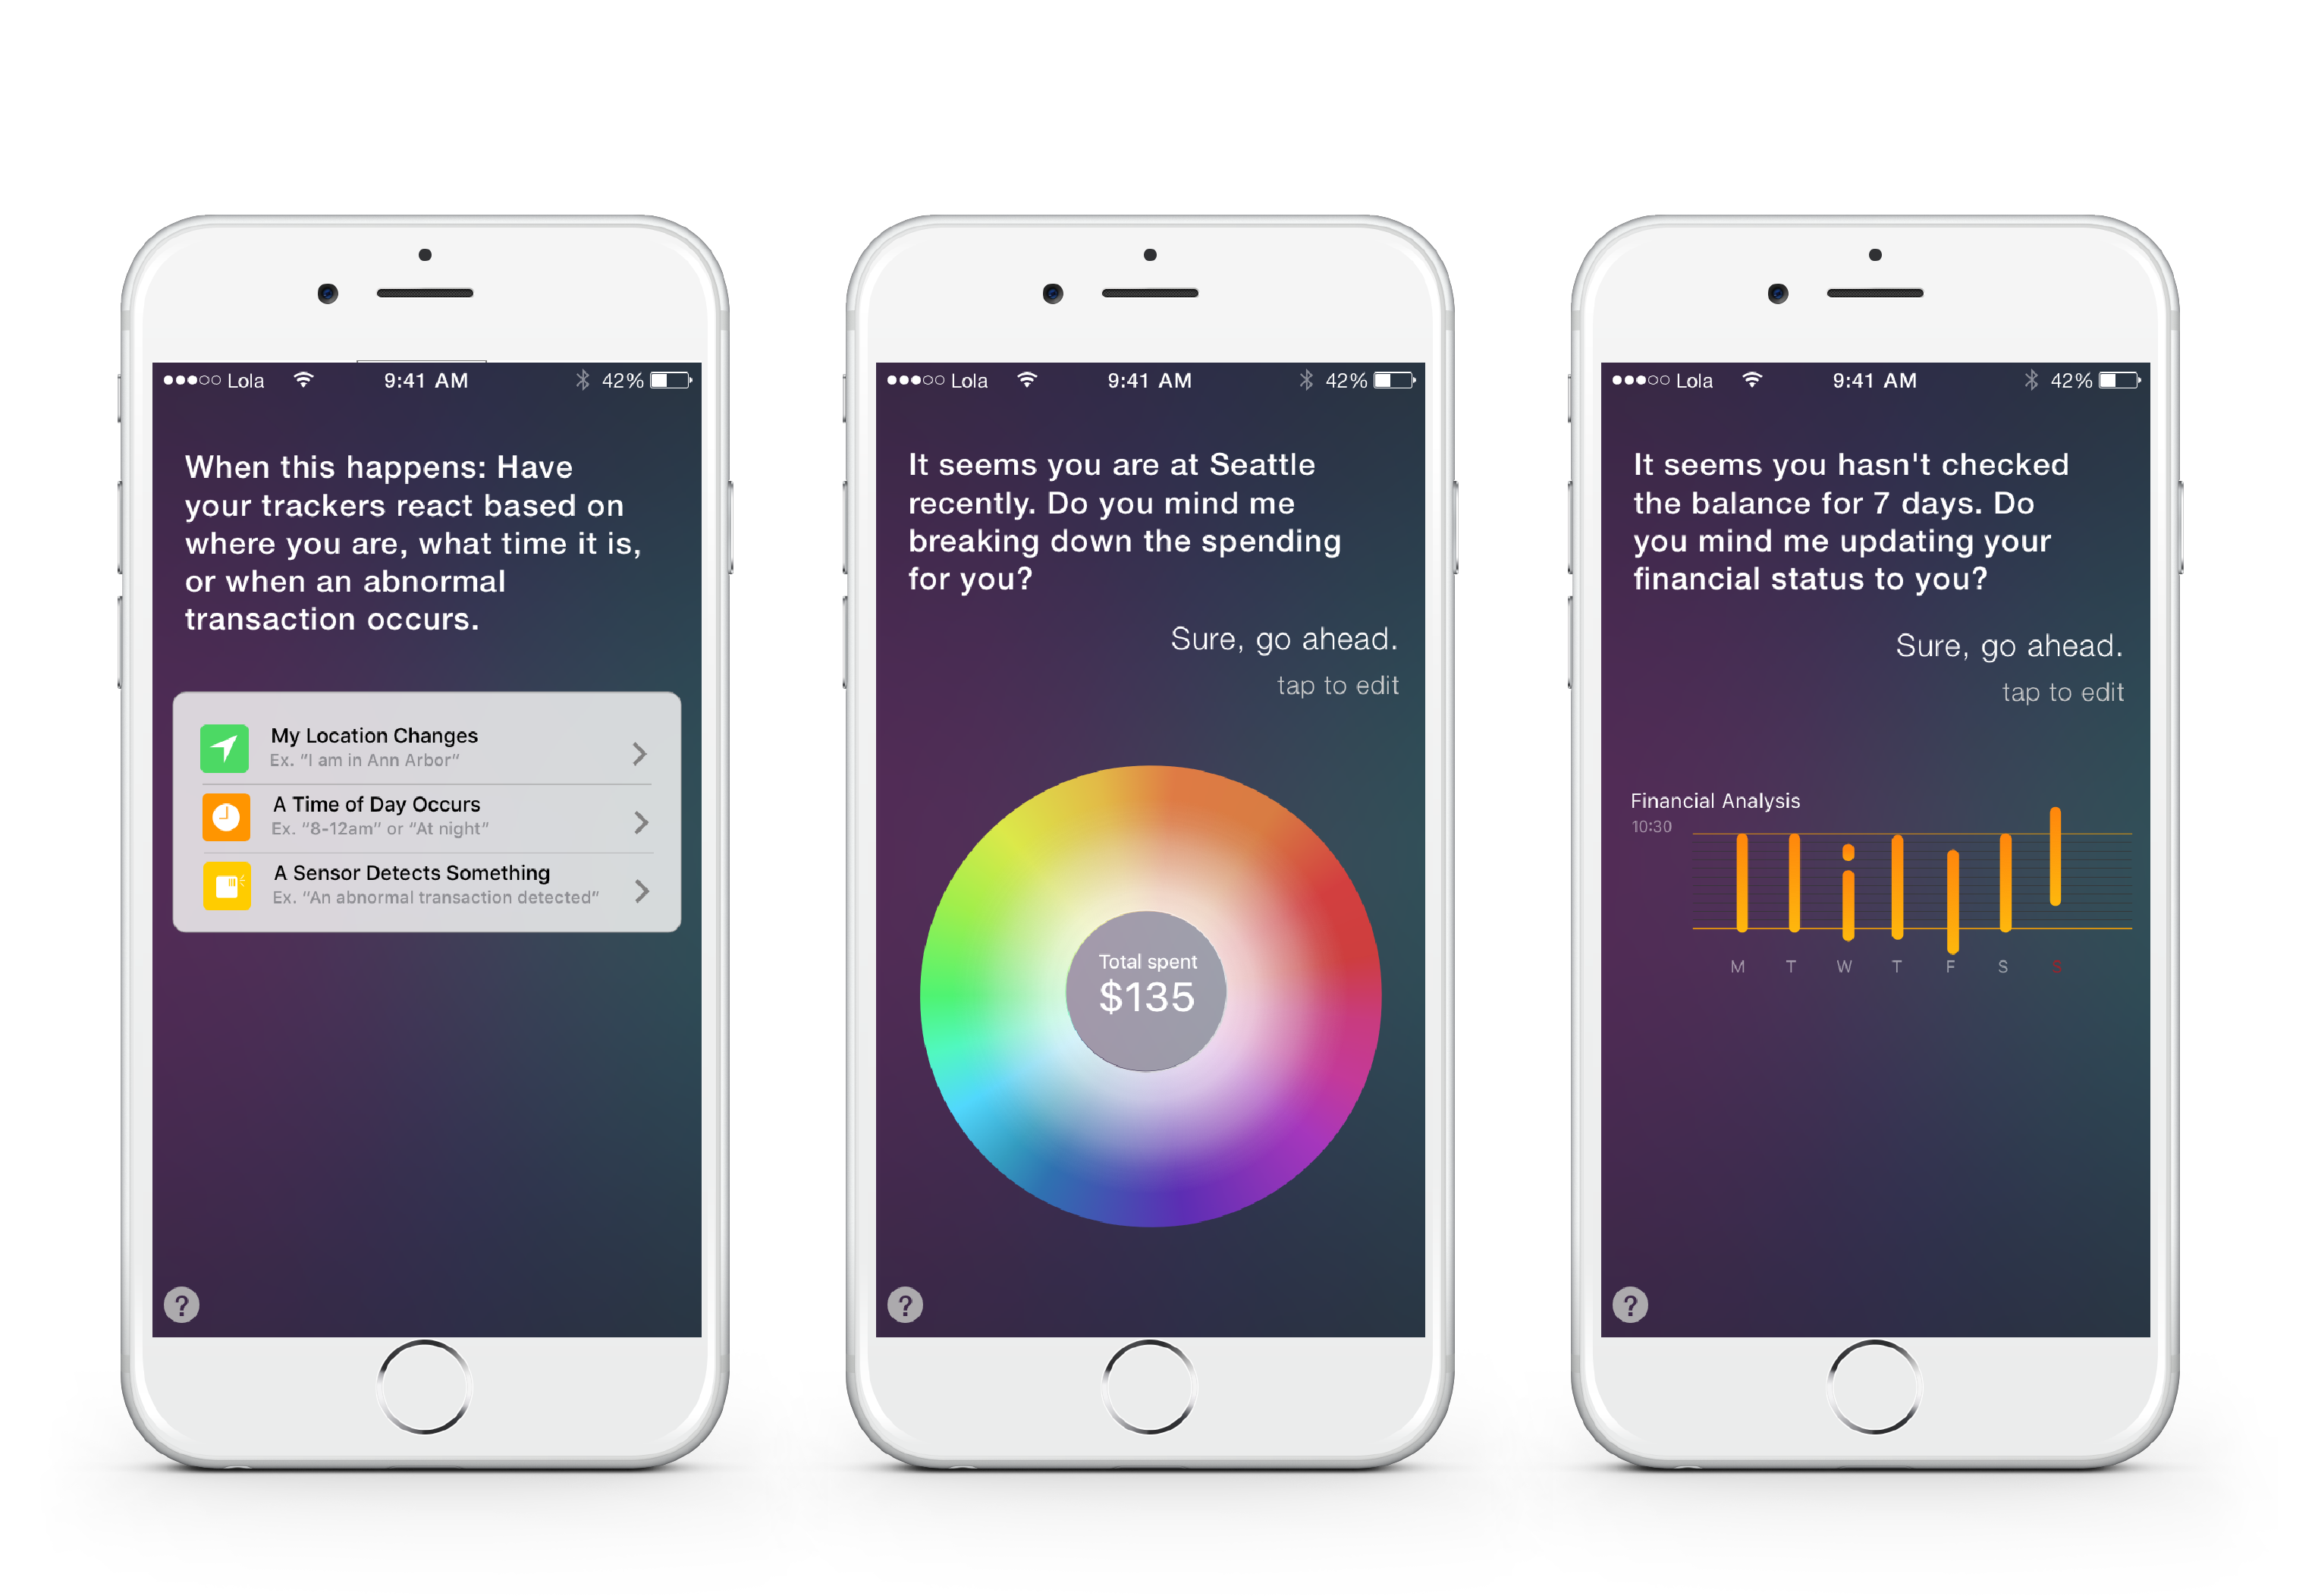 Lola 9:41 AM 42%
When this happens: Have
your trackers react based on
where you are, what time it is,
or when an abnormal
transaction occurs.
My Location Changes
Ex. “I am in Ann Arbor“
A Time of Day Occurs
Ex. “8-12am” or “At night”
A Sensor Detects Something
Ex. “An abnormal transaction detected”
?
Lola 9:41 AM 42%
It seems you are at Seattle
recently. Do you mind me
breaking down the spending
for you?
Sure, go ahead.
tap to edit
Total spent
$135
?
Lola 9:41 AM 42%
It seems you hasn't checked
the balance for 7 days. Do
you mind me updating your
financial status to you?
Sure, go ahead.
tap to edit
Financial Analysis
10:30
M T W T F S S
?